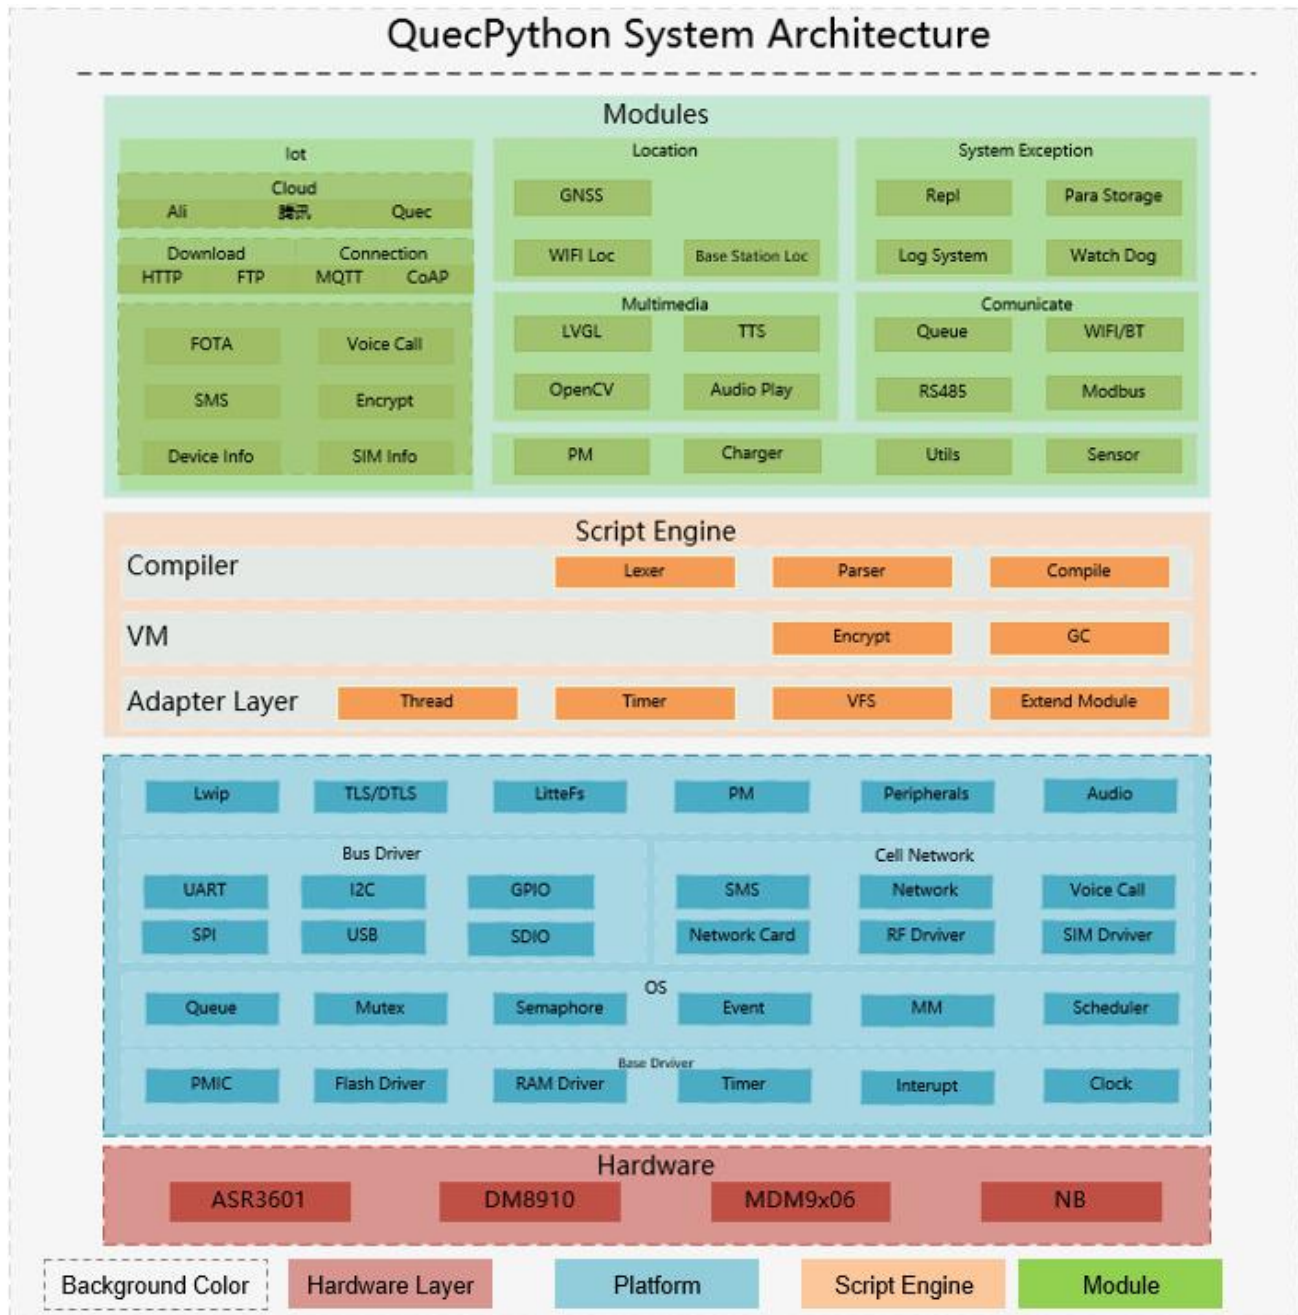 QuecPython System Architecture
Modules
Iot
Cloud
Ali 腾讯 Quec
Download Connection
HTTP FTP MQTT CoAP
FOTA Voice Call
SMS Encrypt
Device Info SIM Info
Location
GNSS
WIFI Loc Base Station Loc
System Exception
Repl Para Storage
Log System Watch Dog
Multimedia
LVGL TTS
OpenCV Audio Play
Comunicate
Queue WIFI/BT
RS485 Modbus
PM Charger Utils Sensor
Script Engine
Compiler Lexer Parser Compile
VM Encrypt GC
Adapter Layer Thread Timer VFS Extend Module
Lwip TLS/DTLS LitteFs PM Peripherals Audio
Bus Driver
UART I2C GPIO
SPI USB SDIO
Cell Network
SMS Network Voice Call
Network Card RF Drviver SIM Drviver
OS
Queue Mutex Semaphore Event MM Scheduler
Base Drviver
PMIC Flash Driver RAM Driver Timer Interupt Clock
Hardware
ASR3601 DM8910 MDM9x06 NB
Background Color Hardware Layer Platform Script Engine Module